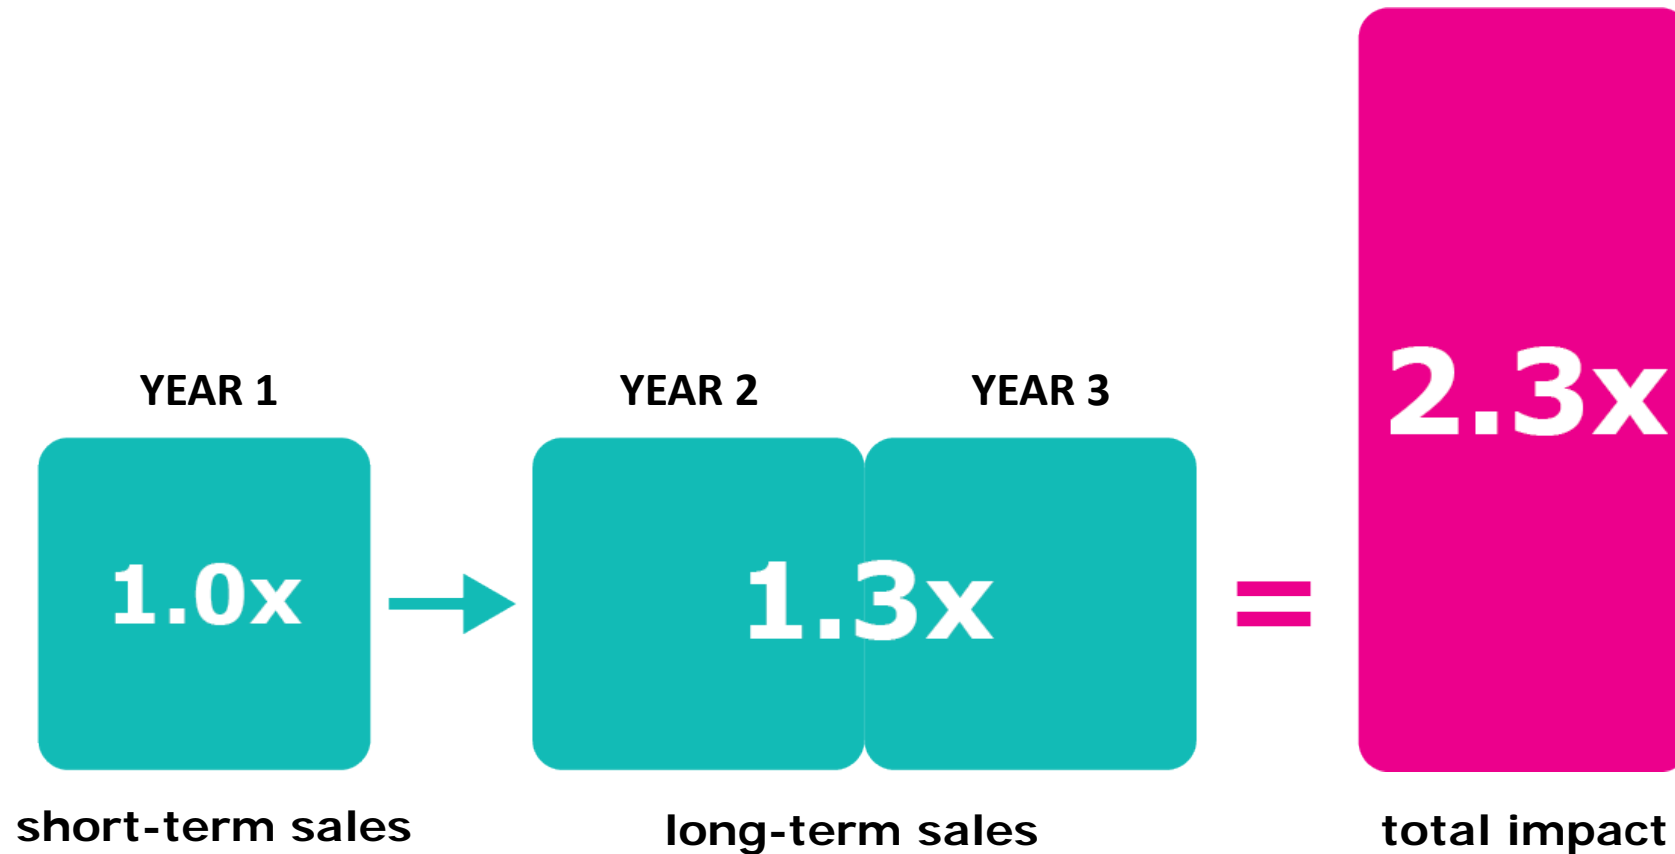 YEAR 1
YEAR 2
YEAR 3
1.0x
1.3x
=
2.3x
short-term sales
long-term sales
total impact